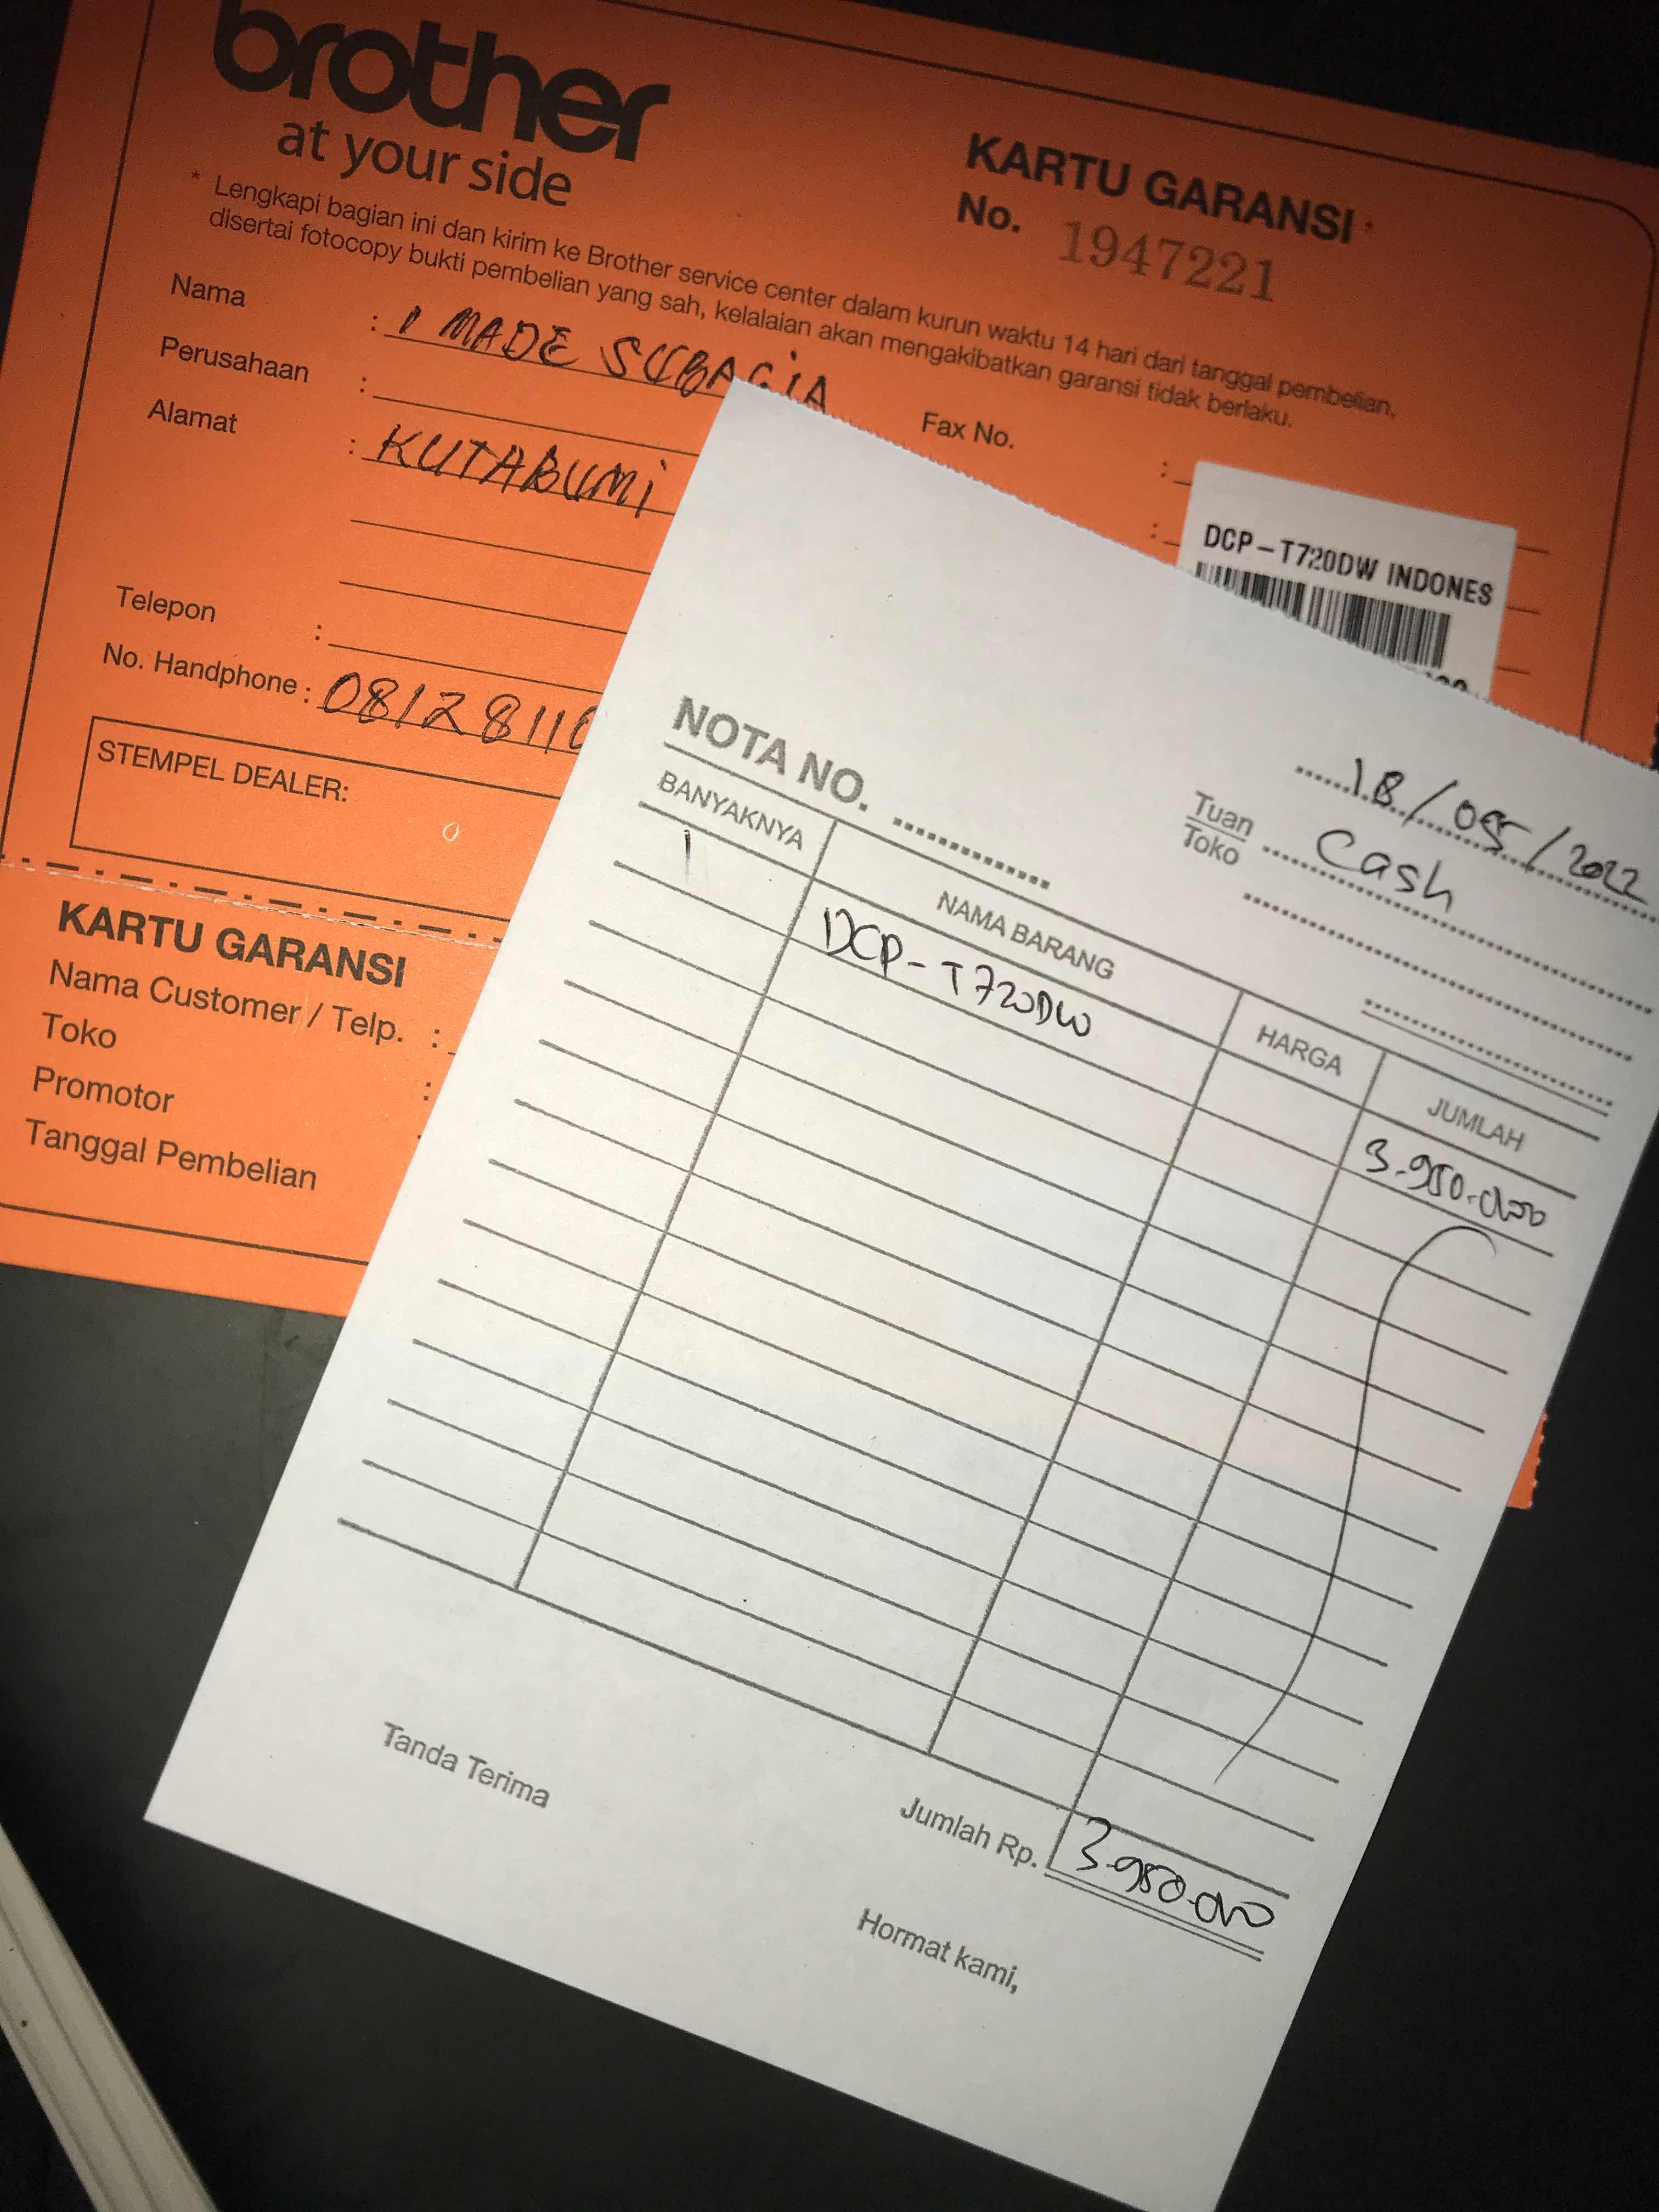 brother
at your side
KARTU GARANSI
No. 1947221
* Lengkapi bagian ini dan kirim ke Brother service center dalam kurun waktu 14 hari dari tanggal pembelian,
disertai fotocopy bukti pembelian yang sah, kelalaian akan mengakibatkan garansi tidak berlaku.
Nama : I MADE SUBAGIA
Perusahaan :
Fax No. :
Alamat : KUTABUMI
DCP-T720DW INDONES
Telepon :
No. Handphone : 0812811
STEMPEL DEALER:
KARTU GARANSI
Nama Customer / Telp. :
Toko
Promotor :
Tanggal Pembelian
18/05/2022
NOTA NO.
Tuan
Toko
Cash
BANYAKNYA NAMA BARANG HARGA JUMLAH
1 DCP-T720DW 3.950.000
Tanda Terima
Jumlah Rp. 3.950.000
Hormat kami,